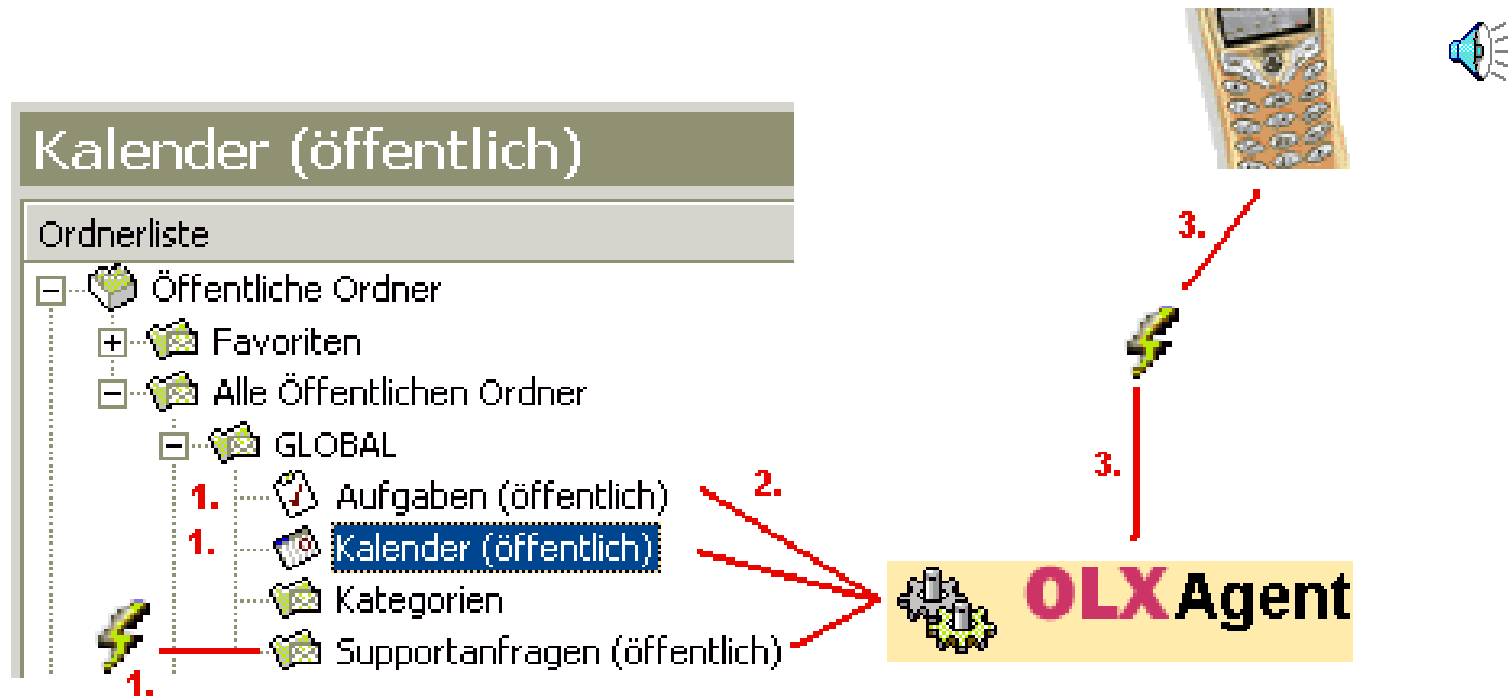 Kalender (öffentlich)
Ordnerliste
Öffentliche Ordner
Favoriten
Alle Öffentlichen Ordner
GLOBAL
1. Aufgaben (öffentlich) 2.
1. Kalender (öffentlich)
Kategorien
Supportanfragen (öffentlich)
1.
3.
3.
OLXAgent